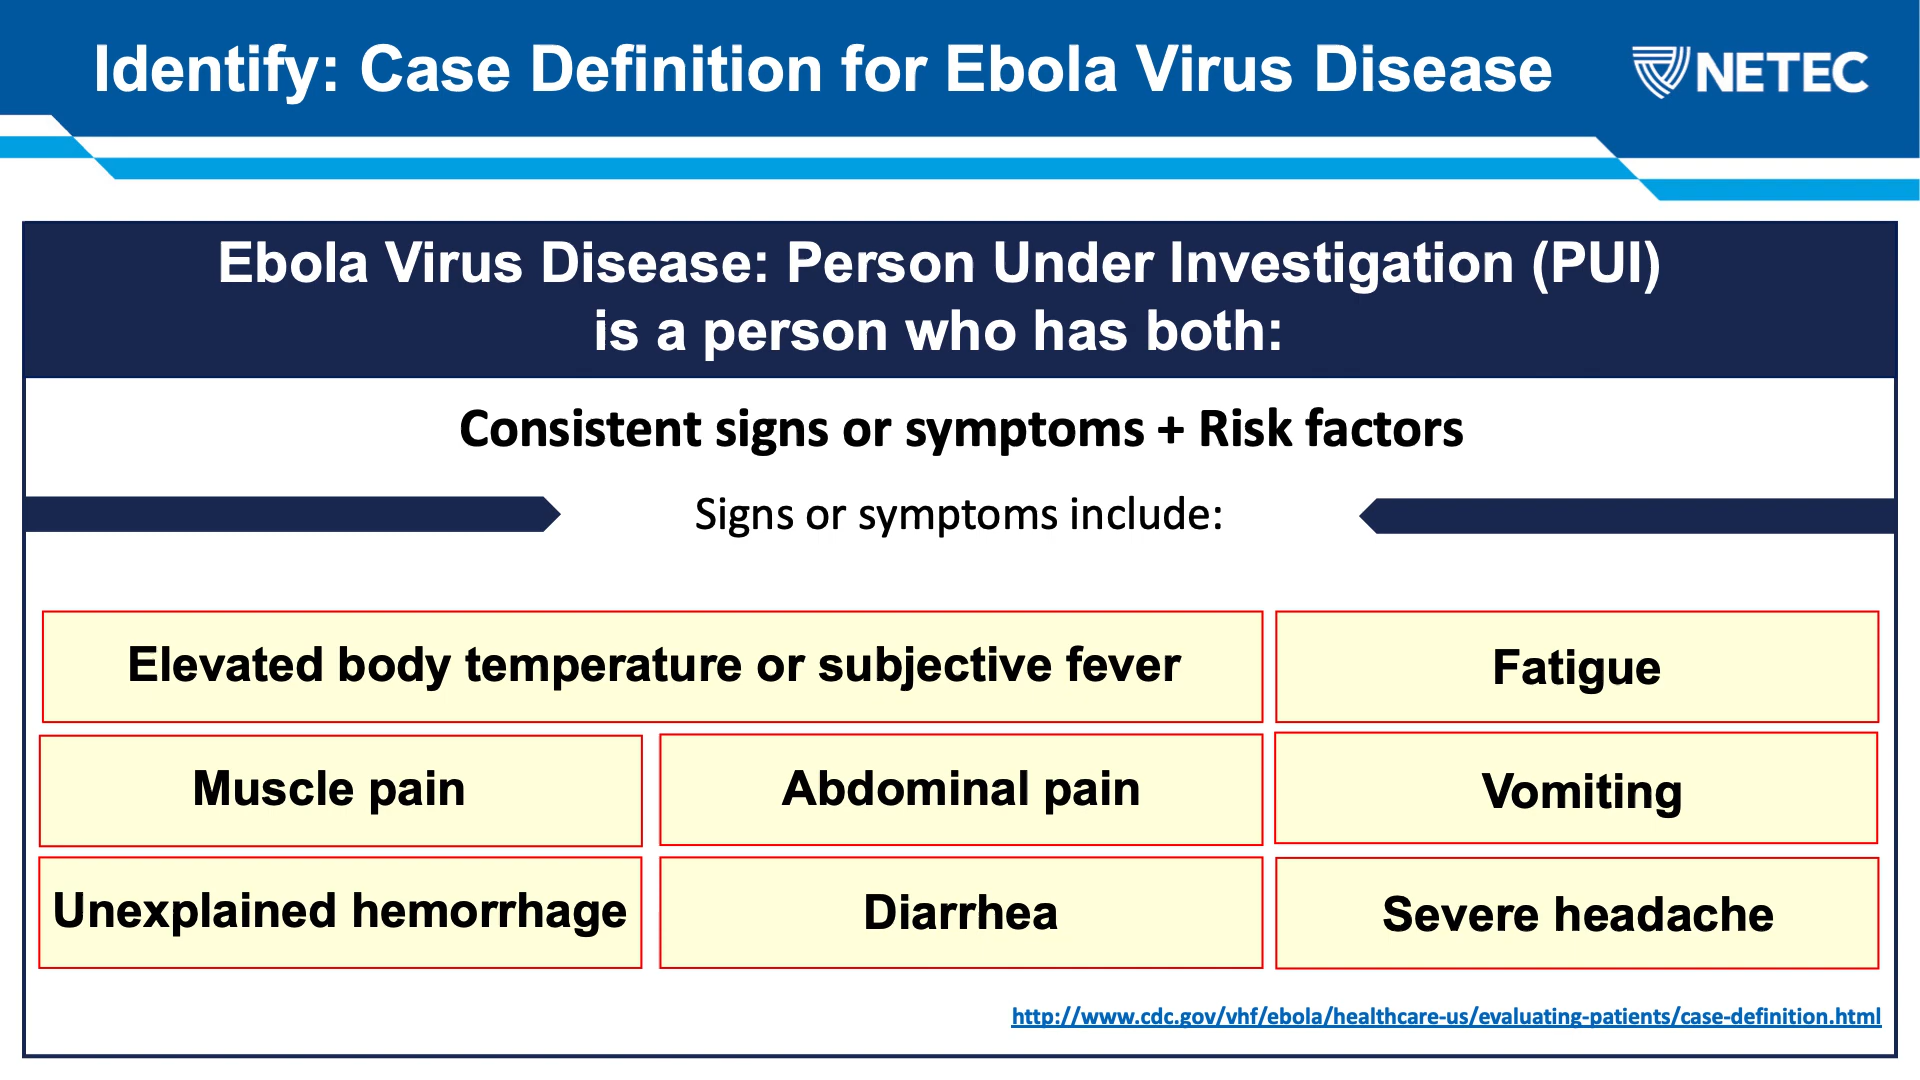 Identify: Case Definition for Ebola Virus Disease
NETEC
Ebola Virus Disease: Person Under Investigation (PUI)
is a person who has both:
Consistent signs or symptoms + Risk factors
Signs or symptoms include:
Elevated body temperature or subjective fever
Fatigue
Muscle pain
Abdominal pain
Vomiting
Unexplained hemorrhage
Diarrhea
Severe headache
http://www.cdc.gov/vhf/ebola/healthcare-us/evaluating-patients/case-definition.html